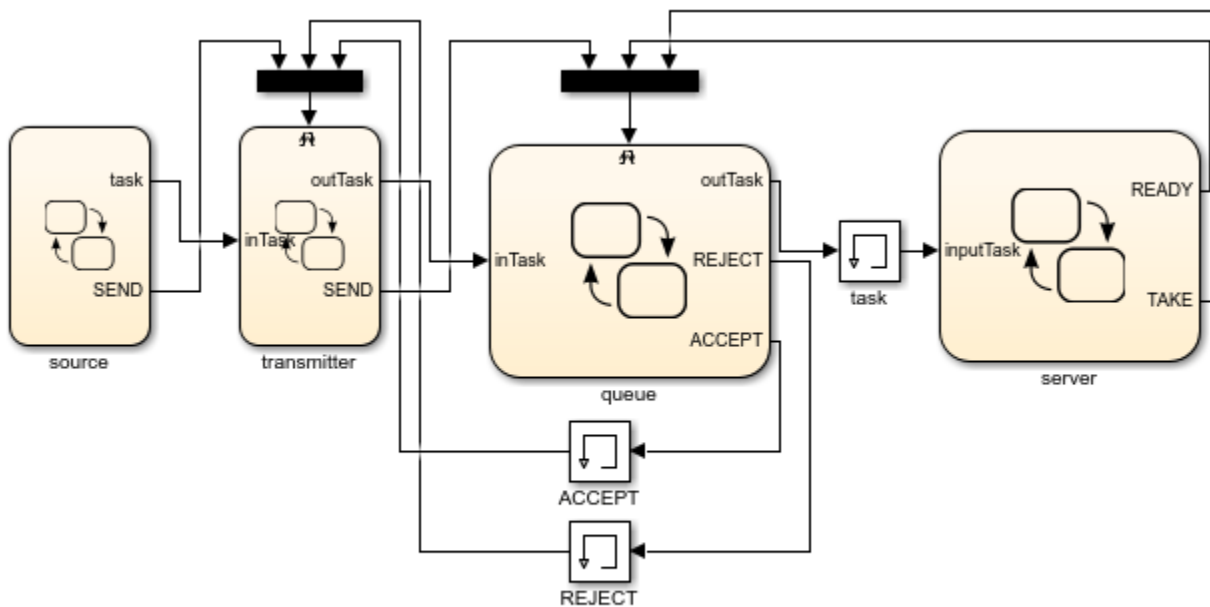 task
SEND
source
inTask
outTask
SEND
transmitter
inTask
outTask
REJECT
ACCEPT
queue
task
inputTask
READY
TAKE
server
ACCEPT
REJECT